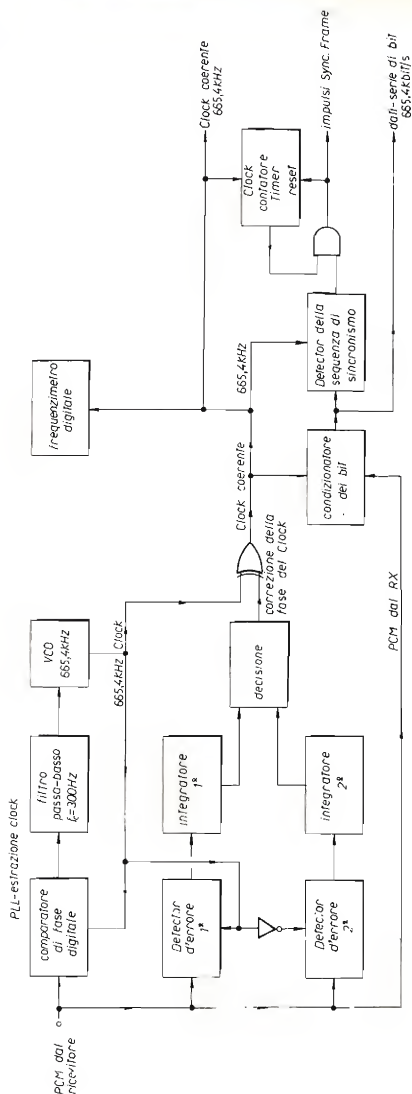 PLL-estrazione clock
PCM dal
ricevitore
comparatore
di fase
digitale
filtro
passa-basso
fc=300Hz
VCO
665,4kHz
665,4kHz Clock
frequenzimetro
digitale
Clock coerente
665,4kHz
Detector
d'errore
1º
integratore
1º
Detector
d'errore
2º
integratore
2º
decisione
correzione della
fase del Clock
Clock coerente
665,4kHz
Clock
contatore
Timer
reset
impulsi sync. Frame
condizionatore
dei bit
Detector della
sequenza di
sincronismo
dati-serie di bit
665,4kbit/s
PCM dal RX